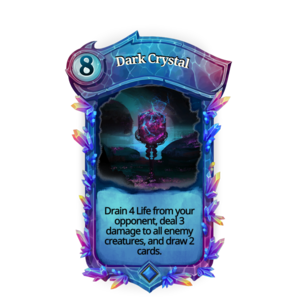 8
Dark Crystal
Drain 4 Life from your
opponent, deal 3
damage to all enemy
creatures, and draw 2
cards.